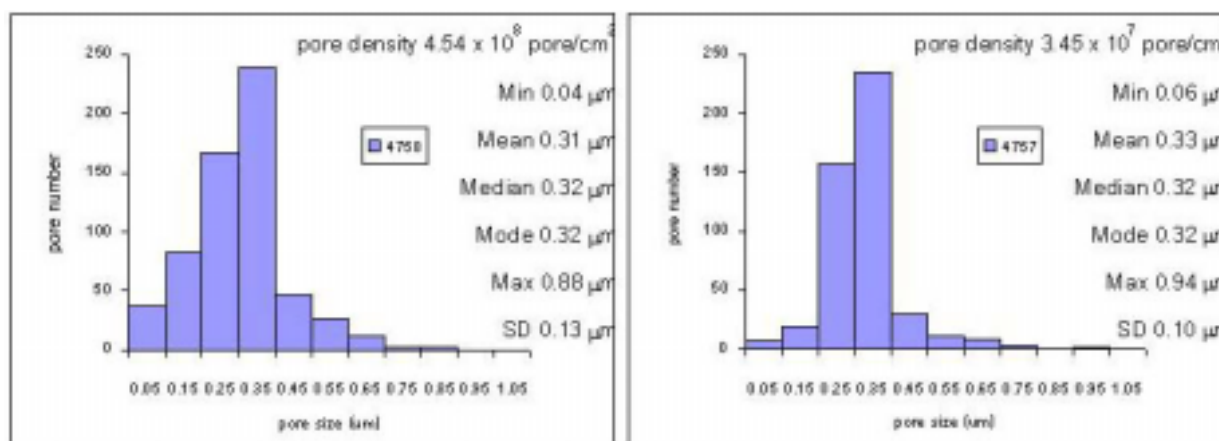 pore density 4.54 x 10⁸ pore/cm²
250
200
150
100
50
0
pore number
Min 0.04 µm
Mean 0.31 µm
Median 0.32 µm
Mode 0.32 µm
Max 0.88 µm
SD 0.13 µm
0.05 0.15 0.25 0.35 0.45 0.55 0.65 0.75 0.85 0.95 1.05
pore size (um)
pore density 3.45 x 10⁷ pore/cm
250
200
150
100
50
0
pore number
4757
Min 0.06 µm
Mean 0.33 µm
Median 0.32 µm
Mode 0.32 µm
Max 0.94 µm
SD 0.10 µm
0.05 0.15 0.25 0.35 0.45 0.55 0.65 0.75 0.85 0.95 1.05
pore size (um)